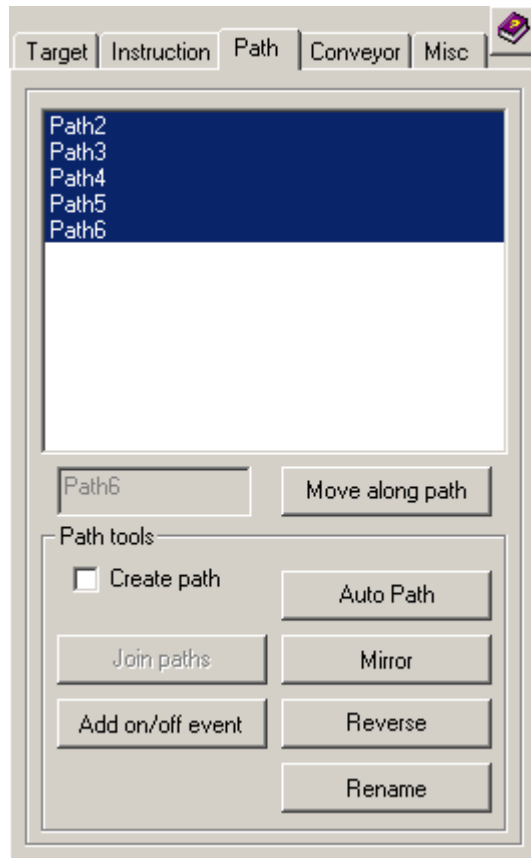 Target Instruction Path Conveyor Misc
Path2
Path3
Path4
Path5
Path6
Path6 Move along path
Path tools
Create path Auto Path
Join paths Mirror
Add on/off event Reverse
Rename